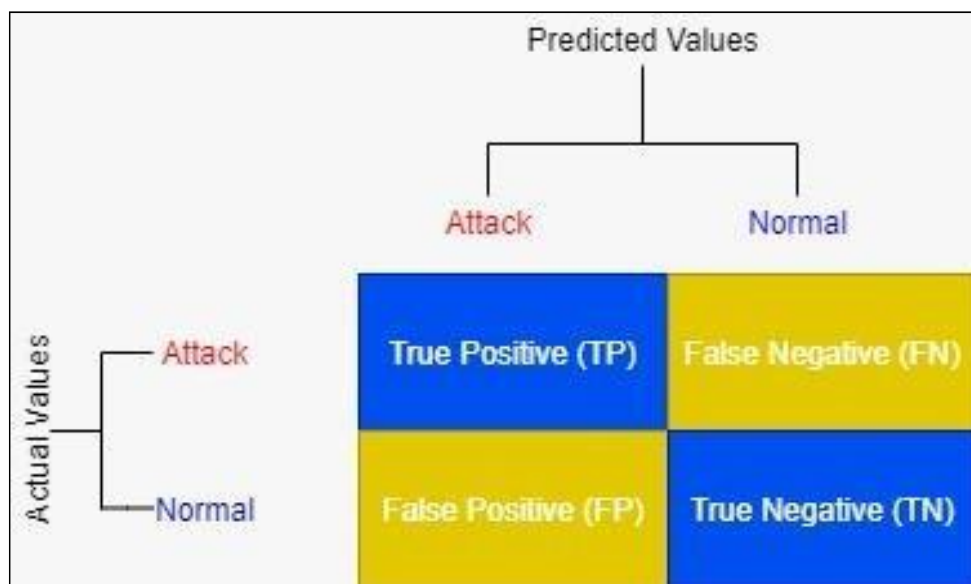 Predicted Values
Attack
Normal
Actual Values
Attack
True Positive (TP)
False Negative (FN)
Normal
False Positive (FP)
True Negative (TN)